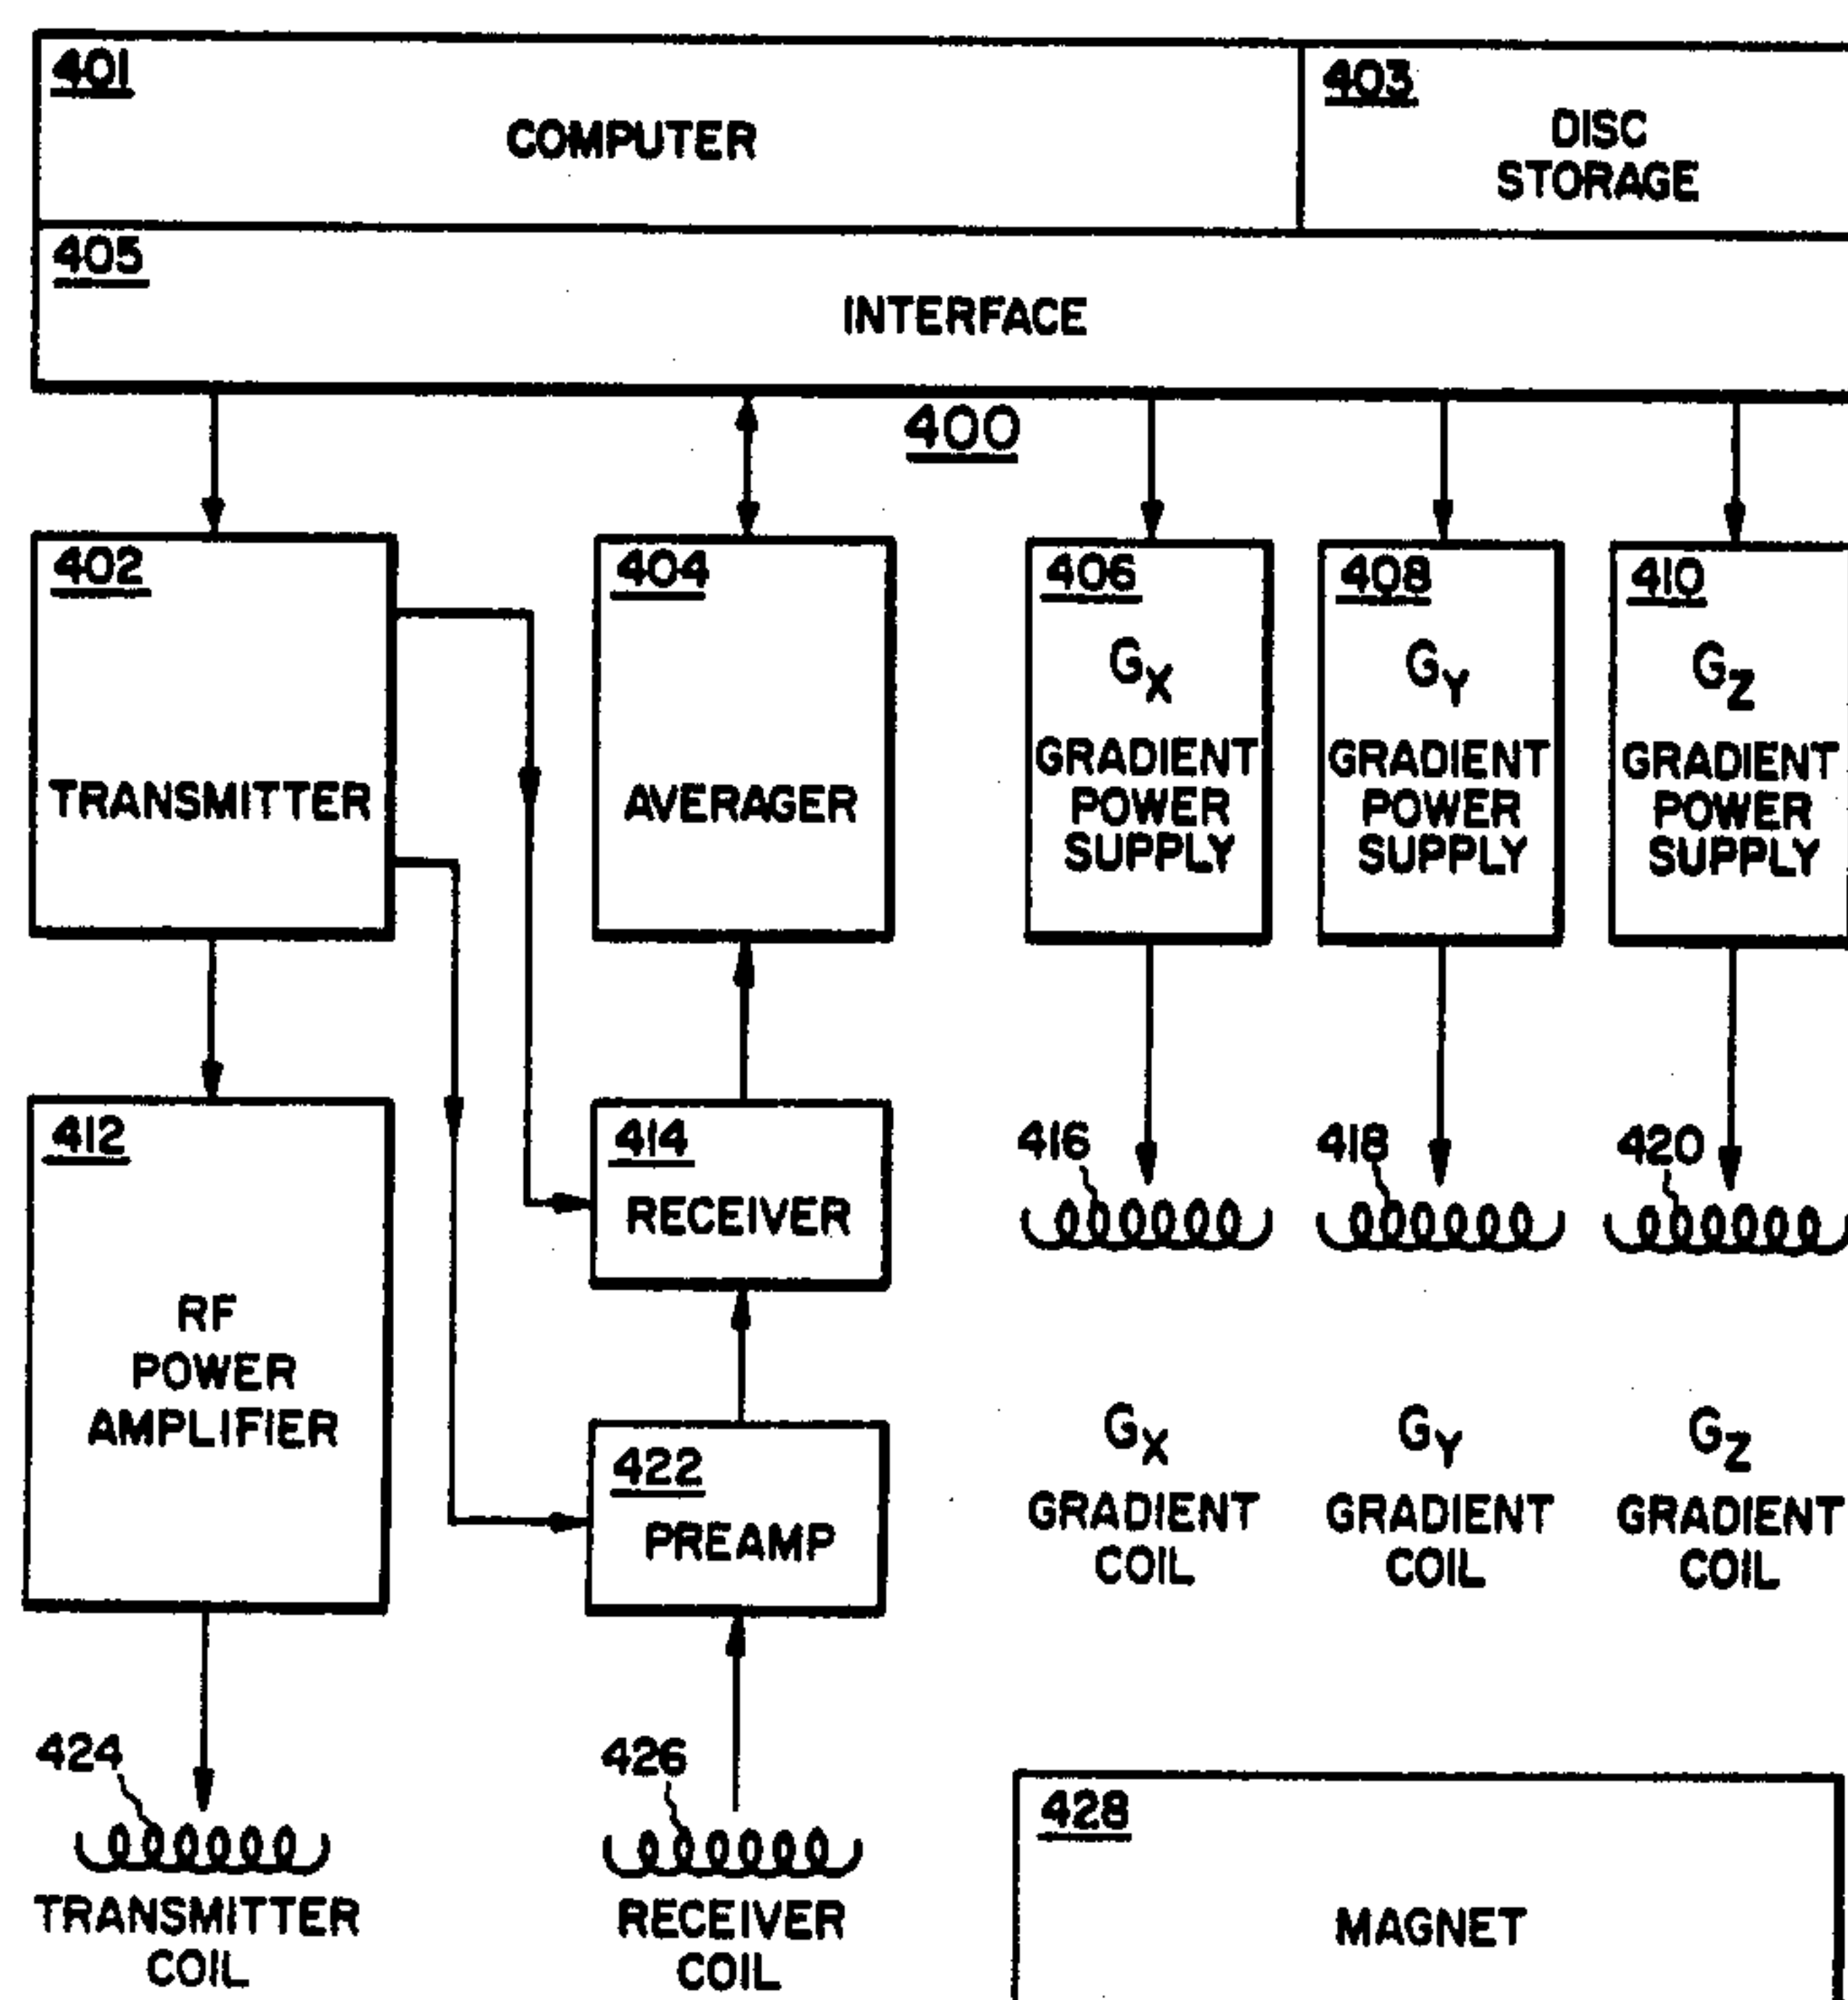 401
COMPUTER
403
DISC
STORAGE
405
INTERFACE
400
402
TRANSMITTER
404
AVERAGER
406
GX
GRADIENT
POWER
SUPPLY
408
GY
GRADIENT
POWER
SUPPLY
410
GZ
GRADIENT
POWER
SUPPLY
412
RF
POWER
AMPLIFIER
414
RECEIVER
416
418
420
422
PREAMP
GX
GRADIENT
COIL
GY
GRADIENT
COIL
GZ
GRADIENT
COIL
424
TRANSMITTER
COIL
426
RECEIVER
COIL
428
MAGNET